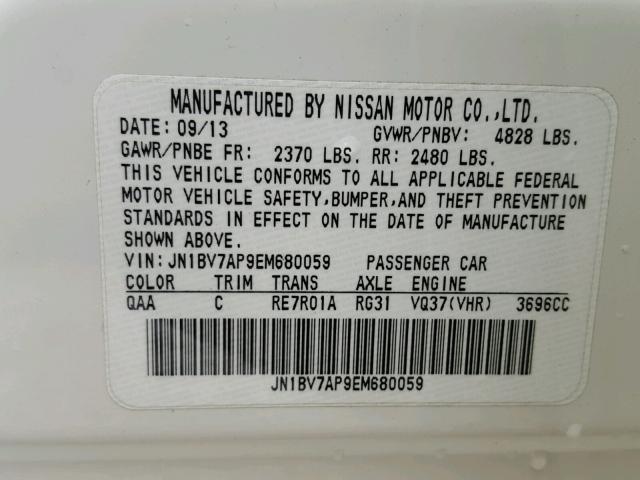 MANUFACTURED BY NISSAN MOTOR CO.,LTD.
DATE: 09/13 GVWR/PNBV: 4828 LBS.
GAWR/PNBE FR: 2370 LBS. RR: 2480 LBS.
THIS VEHICLE CONFORMS TO ALL APPLICABLE FEDERAL
MOTOR VEHICLE SAFETY,BUMPER,AND THEFT PREVENTION
STANDARDS IN EFFECT ON THE DATE OF MANUFACTURE
SHOWN ABOVE.
VIN: JN1BV7AP9EM680059 PASSENGER CAR
COLOR TRIM TRANS AXLE ENGINE
QAA C RE7R01A RG31 VQ37(VHR) 3696CC
JN1BV7AP9EM680059